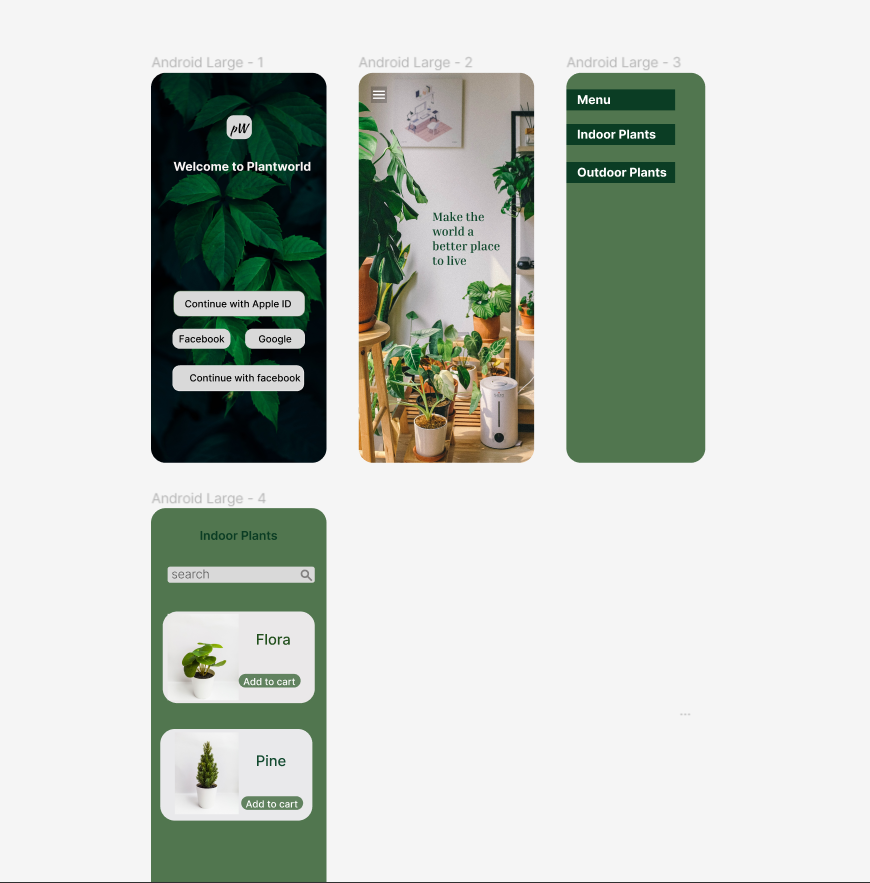 Android Large - 1
pW
Welcome to Plantworld
Continue with Apple ID
Facebook
Google
Continue with facebook
Android Large - 2
Make the
world a
better place
to live
Android Large - 3
Menu
Indoor Plants
Outdoor Plants
Android Large - 4
Indoor Plants
search
Flora
Add to cart
Pine
Add to cart